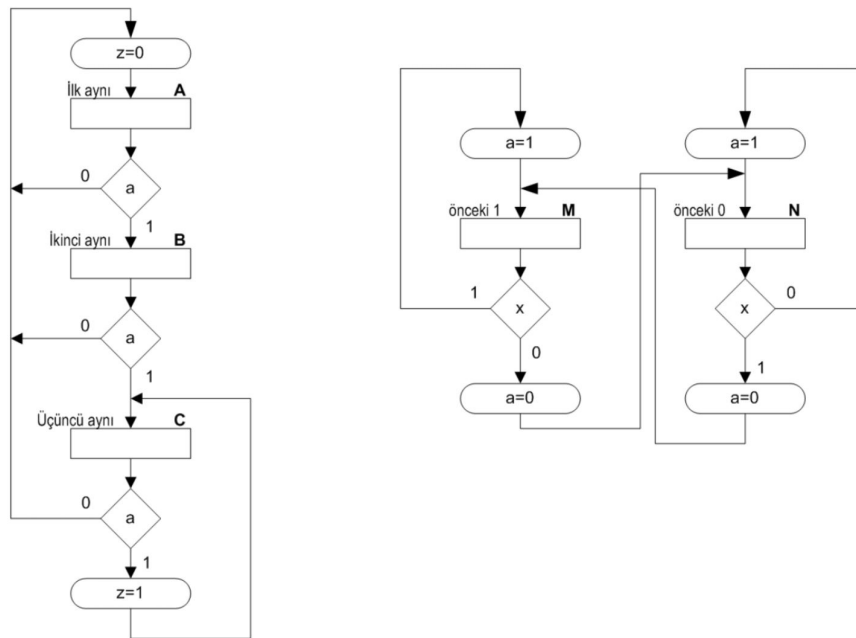 z=0
İlk aynı A
0
a
1
İkinci aynı B
0
a
1
Üçüncü aynı C
0
a
1
z=1
a=1
önceki 1 M
1
x
0
a=0
a=1
önceki 0 N
0
x
1
a=0